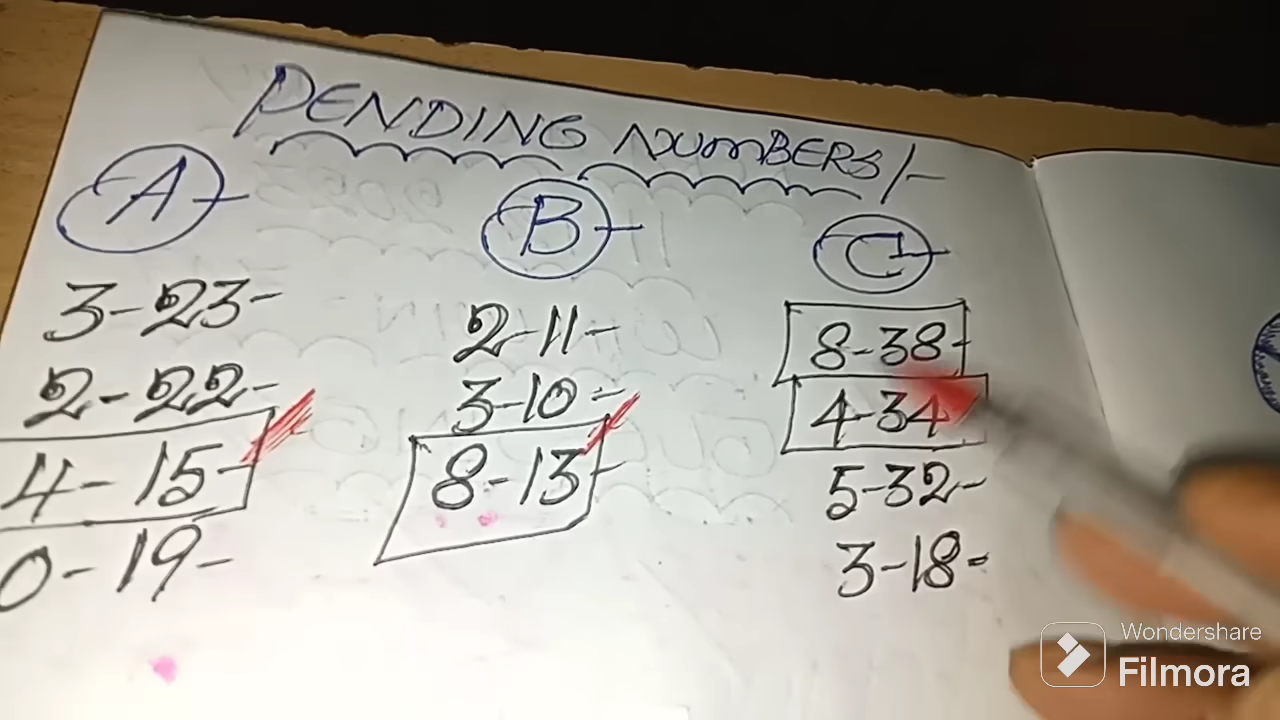 PENDING NUMBERS/-
A B C
3-23- 2-11- 8-38-
2-22- 3-10= 4-34
4-15- 8-13- 5-32-
0-19- 3-18=
Wondershare
Filmora